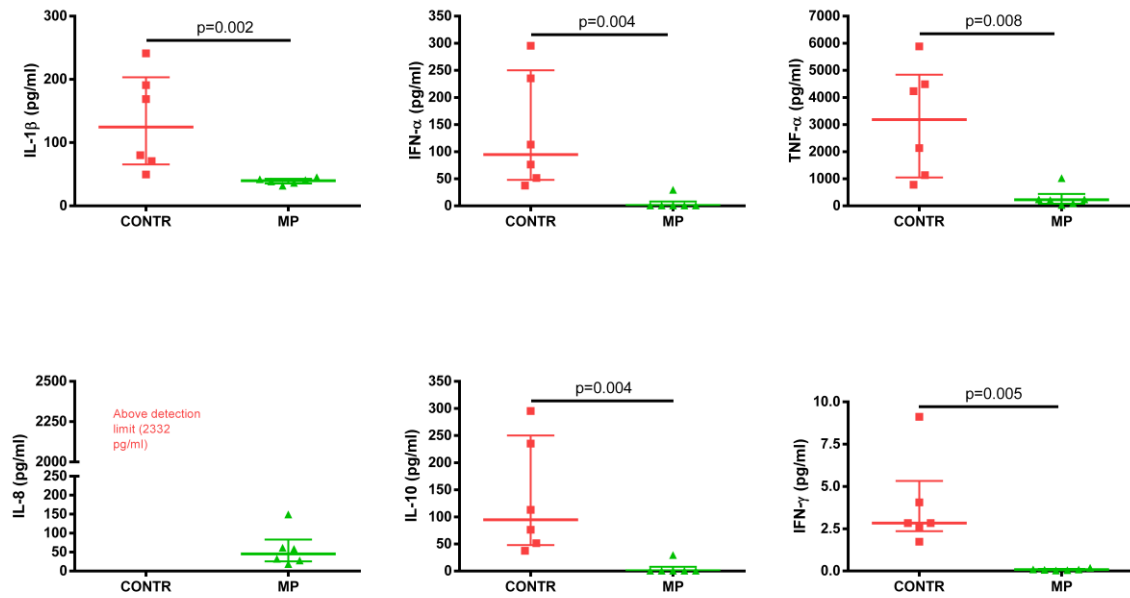 p=0.002
300
200
100
0
IL-1β (pg/ml)
CONTR
MP
p=0.004
350
300
250
200
150
100
50
0
IFN-α (pg/ml)
CONTR
MP
p=0.008
7000
6000
5000
4000
3000
2000
1000
0
TNF-α (pg/ml)
CONTR
MP
2500
2250
2000
250
200
150
100
50
0
IL-8 (pg/ml)
Above detection
limit (2332
pg/ml)
CONTR
MP
p=0.004
350
300
250
200
150
100
50
0
IL-10 (pg/ml)
CONTR
MP
p=0.005
10.0
7.5
5.0
2.5
0.0
IFN-γ (pg/ml)
CONTR
MP